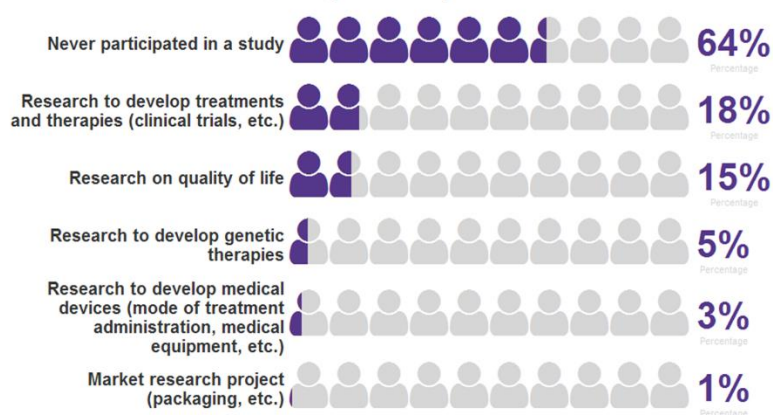 Never participated in a study
64%
Percentage
Research to develop treatments
and therapies (clinical trials, etc.)
18%
Percentage
Research on quality of life
15%
Percentage
Research to develop genetic
therapies
5%
Percentage
Research to develop medical
devices (mode of treatment
administration, medical
equipment, etc.)
3%
Percentage
Market research project
(packaging, etc.)
1%
Percentage